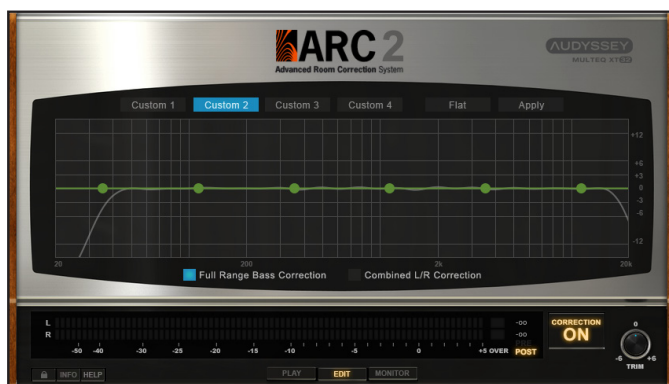 ARC 2
Advanced Room Correction System
AUDYSSEY
MULTEQ XT32
Custom 1 Custom 2 Custom 3 Custom 4 Flat Apply
+12
+6
+3
0
-3
-6
-12
20 200 2k 20k
Full Range Bass Correction Combined L/R Correction
L -oo
R -oo
PRE
-50 -40 -30 -25 -20 -15 -10 -5 0 +5 OVER POST
CORRECTION
ON
0
-6 +6
TRIM
INFO HELP PLAY EDIT MONITOR